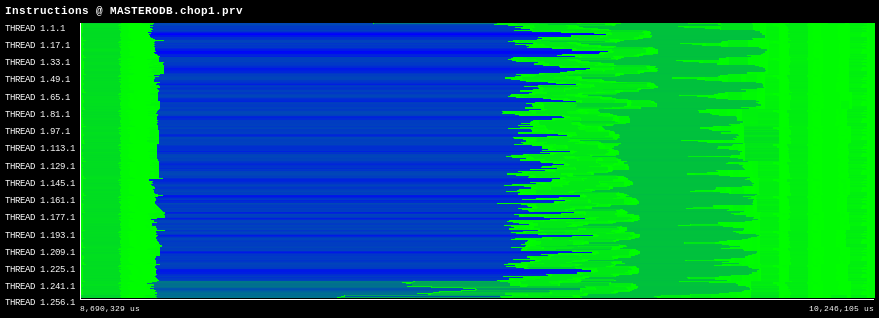 Instructions @ MASTERODB.chop1.prv
THREAD 1.1.1
THREAD 1.17.1
THREAD 1.33.1
THREAD 1.49.1
THREAD 1.65.1
THREAD 1.81.1
THREAD 1.97.1
THREAD 1.113.1
THREAD 1.129.1
THREAD 1.145.1
THREAD 1.161.1
THREAD 1.177.1
THREAD 1.193.1
THREAD 1.209.1
THREAD 1.225.1
THREAD 1.241.1
THREAD 1.256.1
8,690,329 us 10,246,105 us